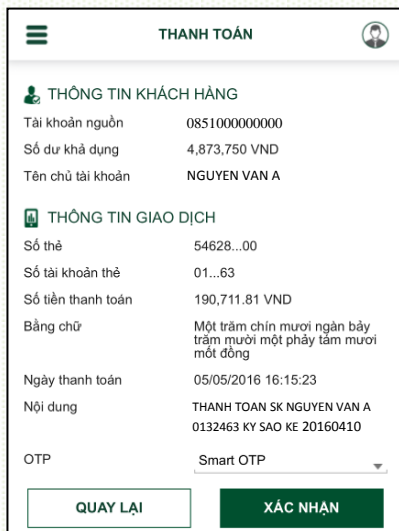 THANH TOÁN
THÔNG TIN KHÁCH HÀNG
Tài khoản nguồn 0851000000000
Số dư khả dụng 4,873,750 VND
Tên chủ tài khoản NGUYEN VAN A
THÔNG TIN GIAO DỊCH
Số thẻ 54628...00
Số tài khoản thẻ 01...63
Số tiền thanh toán 190,711.81 VND
Bằng chữ Một trăm chín mươi ngàn bảy
trăm mười một phảy tám mươi
mốt đồng
Ngày thanh toán 05/05/2016 16:15:23
Nội dung THANH TOAN SK NGUYEN VAN A
0132463 KY SAO KE 20160410
OTP Smart OTP
QUAY LẠI XÁC NHẬN